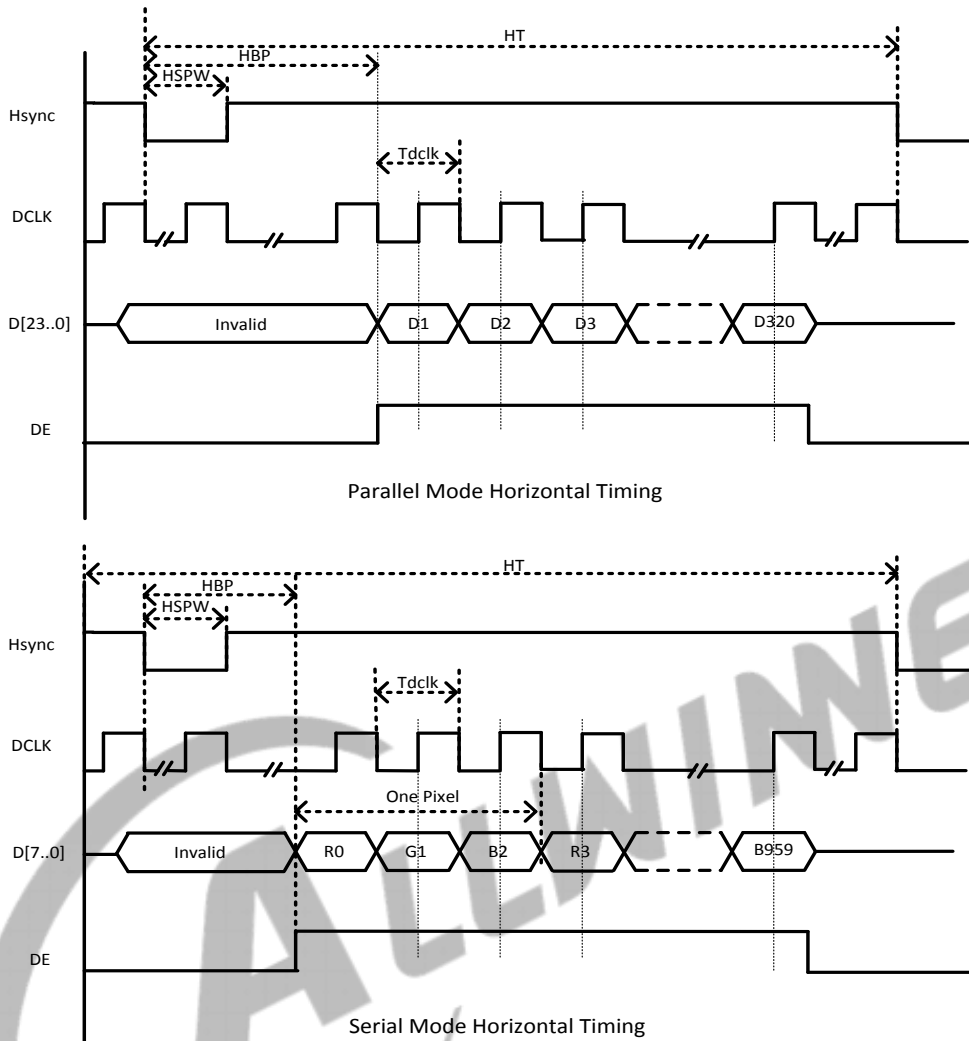 HT
HBP
HSPW
Hsync
Tdclk
DCLK
D[23..0] Invalid D1 D2 D3 D320
DE
Parallel Mode Horizontal Timing
HT
HBP
HSPW
Hsync
Tdclk
DCLK
One Pixel
D[7..0] Invalid R0 G1 B2 R3 B959
DE
Serial Mode Horizontal Timing
ALLWINNE